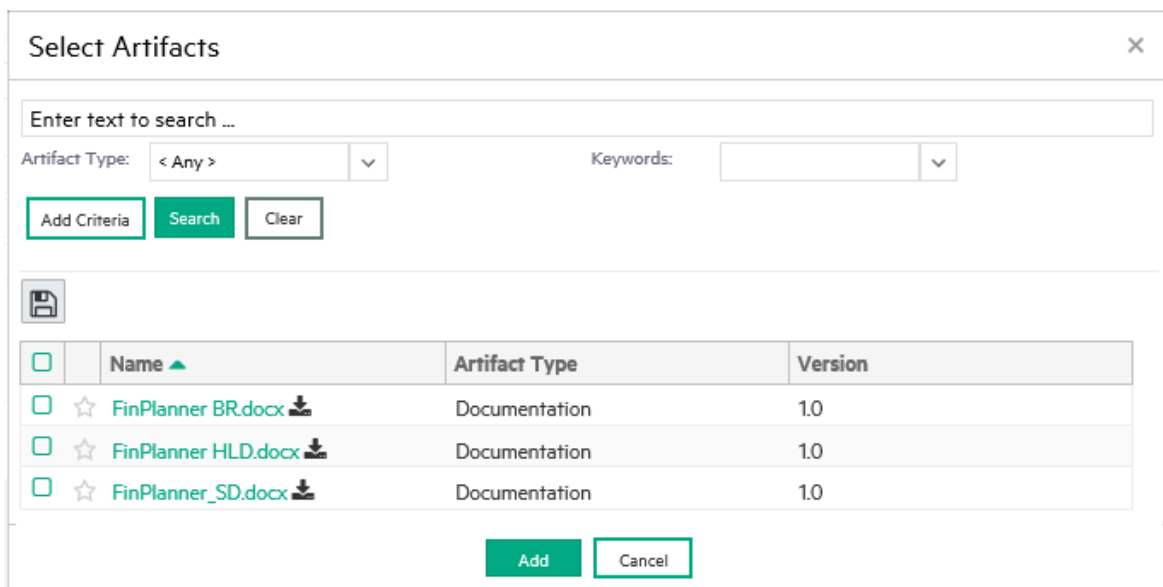 Select Artifacts
Enter text to search ...
Artifact Type: < Any > Keywords:
Add Criteria Search Clear
Name Artifact Type Version
FinPlanner BR.docx Documentation 1.0
FinPlanner HLD.docx Documentation 1.0
FinPlanner_SD.docx Documentation 1.0
Add Cancel